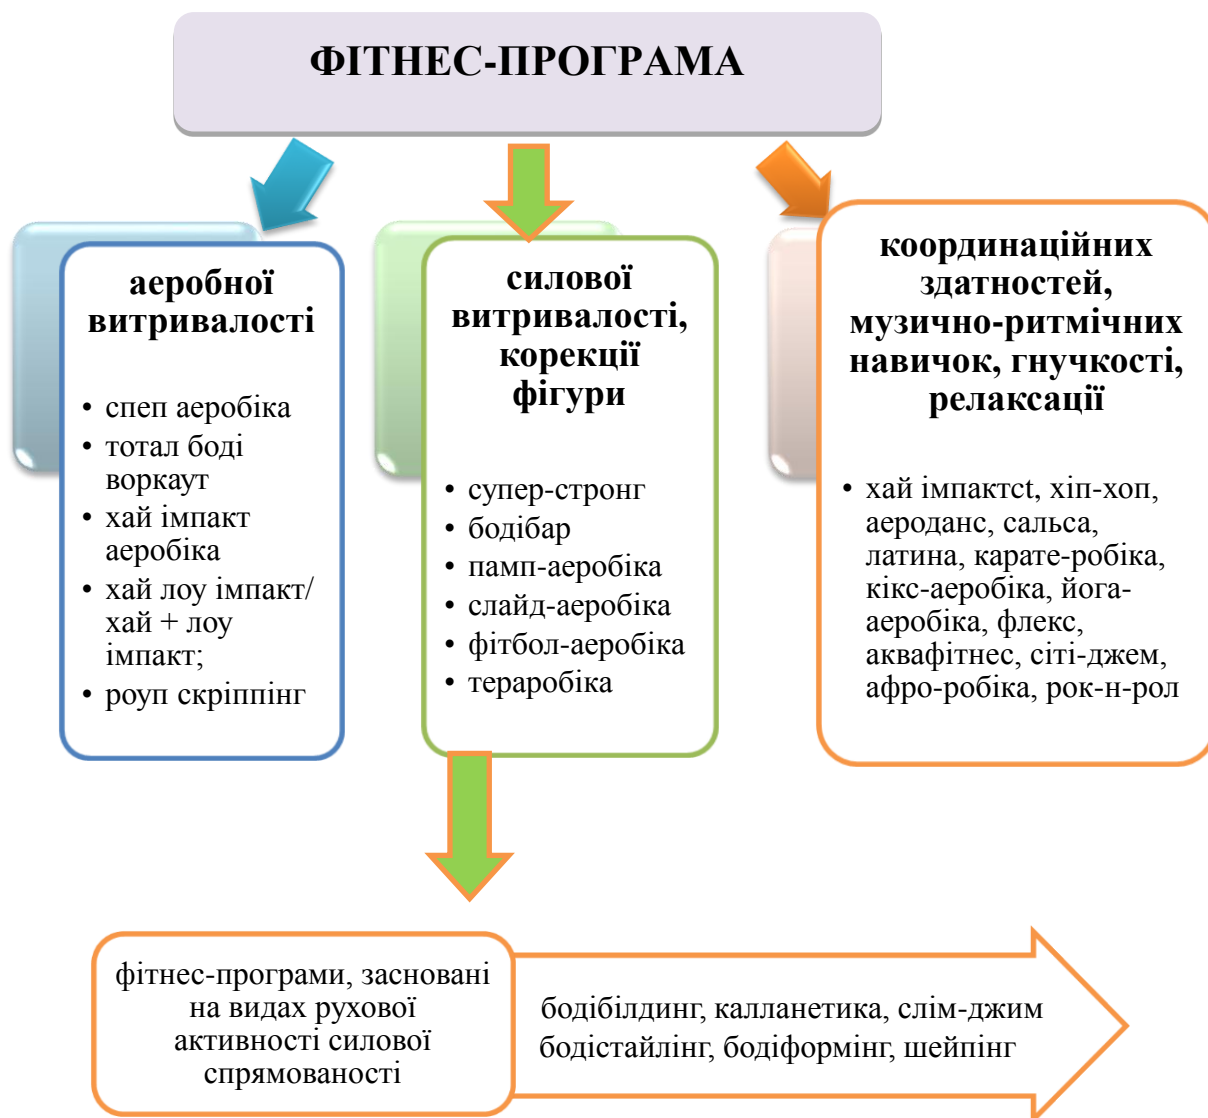 ФІТНЕС-ПРОГРАМА
аеробної
витривалості
• спеп аеробіка
• тотал боді
воркаут
• хай імпакт
аеробіка
• хай лоу імпакт/
хай + лоу
імпакт;
• роуп скріппінг
силової
витривалості,
корекції
фігури
• супер-стронг
• бодібар
• памп-аеробіка
• слайд-аеробіка
• фітбол-аеробіка
• тераробіка
координаційних
здатностей,
музично-ритмічних
навичок, гнучкості,
релаксації
• хай імпактct, хіп-хоп,
аероданс, сальса,
латина, карате-робіка,
кікс-аеробіка, йога-
аеробіка, флекс,
аквафітнес, сіті-джем,
афро-робіка, рок-н-рол
фітнес-програми, засновані
на видах рухової
активності силової
спрямованості
бодібілдинг, калланетика, слім-джим
бодістайлінг, бодіформінг, шейпінг